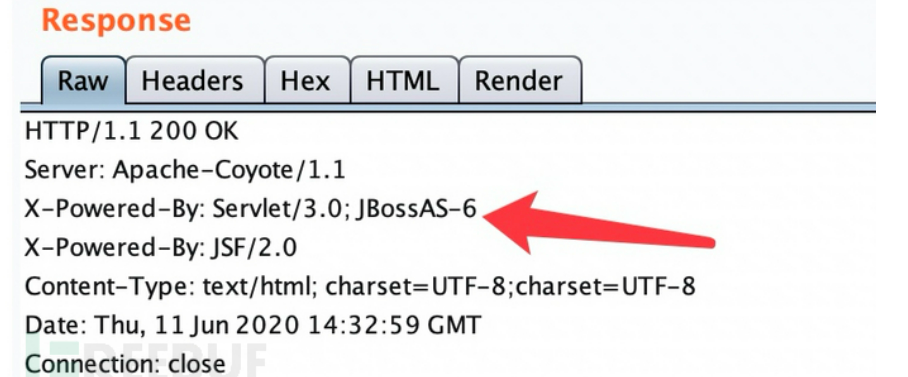 Response
Raw Headers Hex HTML Render
HTTP/1.1 200 OK
Server: Apache-Coyote/1.1
X-Powered-By: Servlet/3.0; JBossAS-6
X-Powered-By: JSF/2.0
Content-Type: text/html; charset=UTF-8;charset=UTF-8
Date: Thu, 11 Jun 2020 14:32:59 GMT
REEBUF
Connection: close